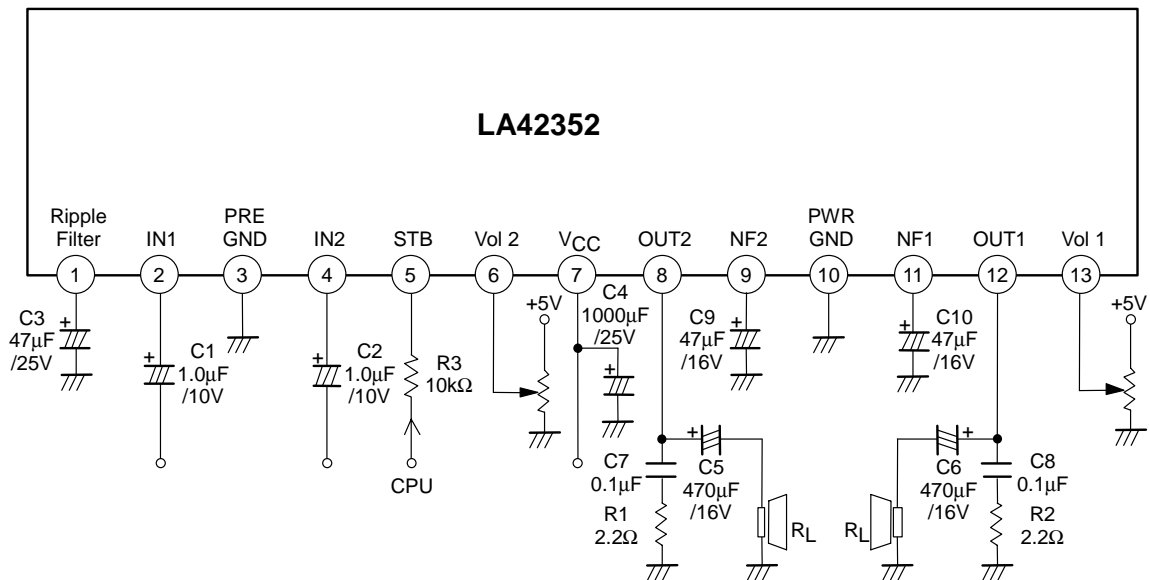 LA42352
Ripple
Filter
IN1
PRE
GND
IN2
STB
Vol 2
VCC
OUT2
NF2
PWR
GND
NF1
OUT1
Vol 1
1
2
3
4
5
6
7
8
9
10
11
12
13
C3
47µF
/25V
C1
1.0µF
/10V
C2
1.0µF
/10V
R3
10kΩ
CPU
+5V
C4
1000µF
/25V
C9
47µF
/16V
C10
47µF
/16V
+5V
C7
0.1µF
R1
2.2Ω
C5
470µF
/16V
RL
RL
C6
470µF
/16V
C8
0.1µF
R2
2.2Ω
+
+
+
+
+
+
+
+